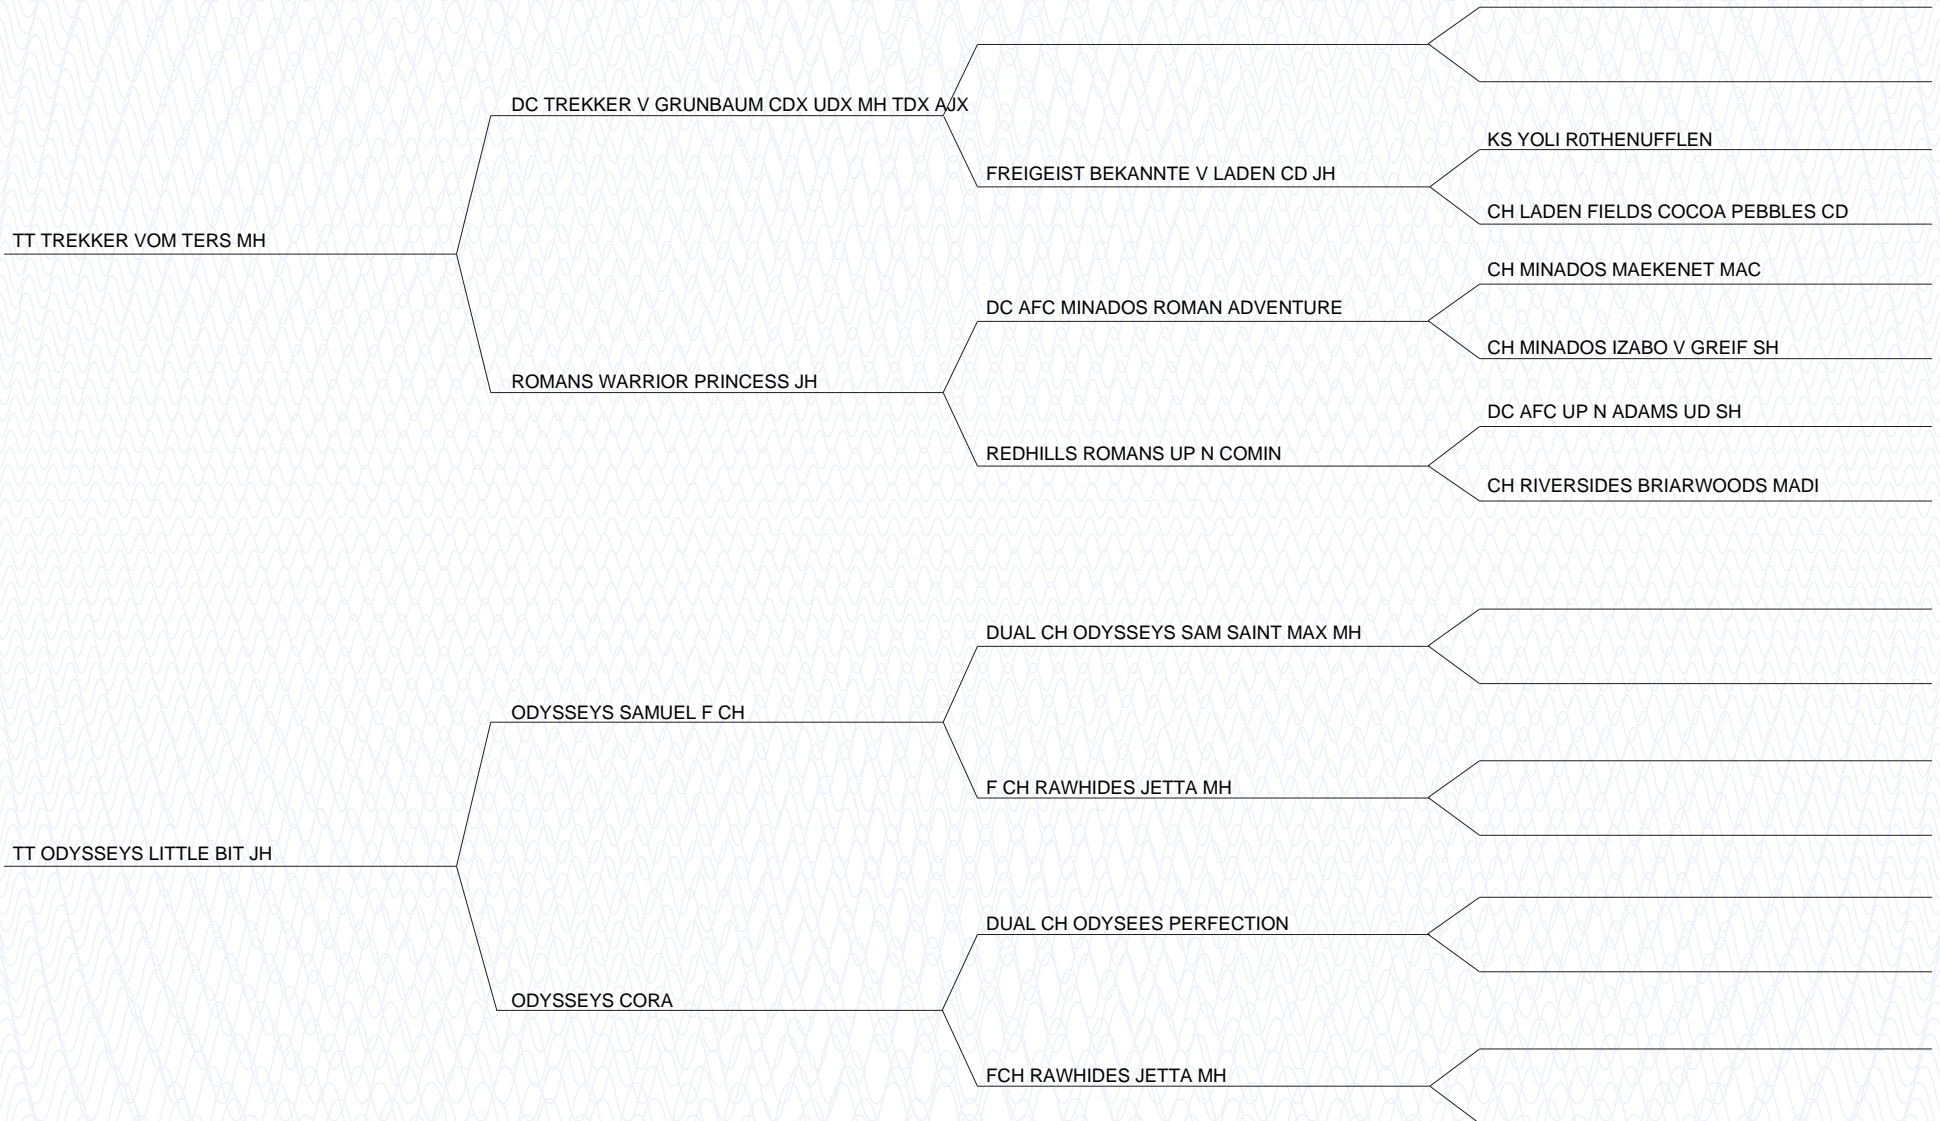 DC TREKKER V GRUNBAUM CDX UDX MH TDX AJX
KS YOLI R0THENUFFLEN
FREIGEIST BEKANNTE V LADEN CD JH
CH LADEN FIELDS COCOA PEBBLES CD
TT TREKKER VOM TERS MH
CH MINADOS MAEKENET MAC
DC AFC MINADOS ROMAN ADVENTURE
CH MINADOS IZABO V GREIF SH
ROMANS WARRIOR PRINCESS JH
DC AFC UP N ADAMS UD SH
REDHILLS ROMANS UP N COMIN
CH RIVERSIDES BRIARWOODS MADI
DUAL CH ODYSSEYS SAM SAINT MAX MH
ODYSSEYS SAMUEL F CH
F CH RAWHIDES JETTA MH
TT ODYSSEYS LITTLE BIT JH
DUAL CH ODYSEES PERFECTION
ODYSSEYS CORA
FCH RAWHIDES JETTA MH